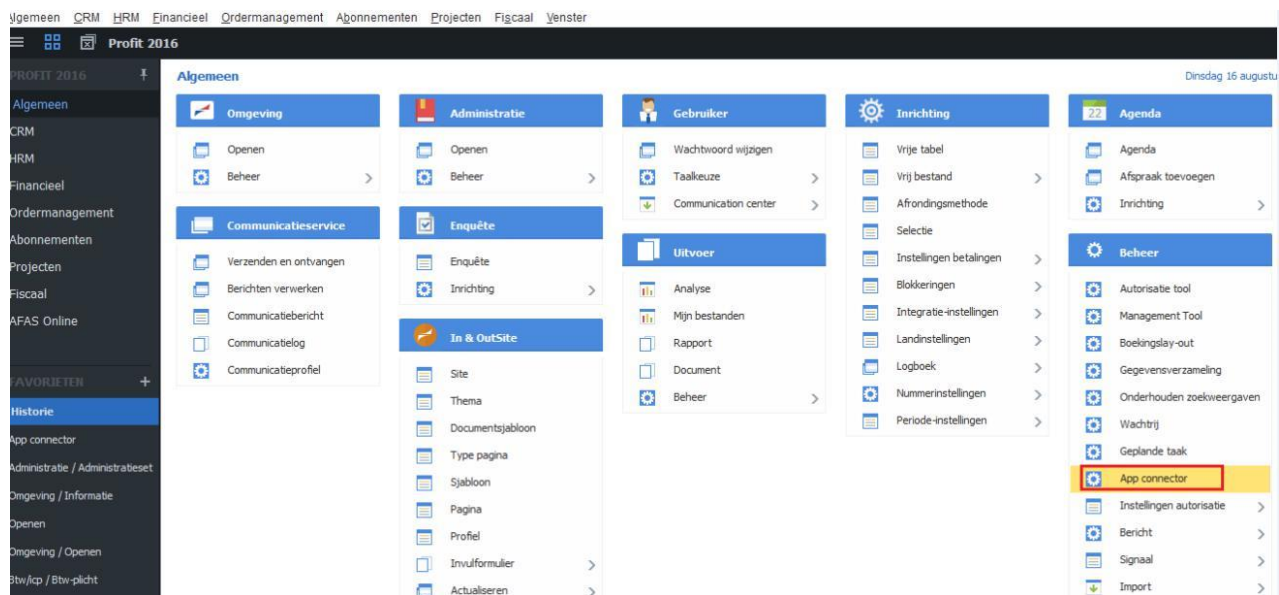 Algemeen CRM HRM Financieel Ordermanagement Abonnementen Projecten Fiscaal Venster
Profit 2016
PROFIT 2016
Algemeen
CRM
HRM
Financieel
Ordermanagement
Abonnementen
Projecten
Fiscaal
AFAS Online
FAVORIETEN +
Historie
App connector
Administratie / Administratieset
Omgeving / Informatie
Openen
Omgeving / Openen
Btw/icp / Btw-plicht
Algemeen
Dinsdag 16 augustu
Omgeving
Openen
Beheer
Communicatieservice
Verzenden en ontvangen
Berichten verwerken
Communicatiebericht
Communicatielog
Communicatieprofiel
Administratie
Openen
Beheer
Enquête
Enquête
Inrichting
In & OutSite
Site
Thema
Documentsjabloon
Type pagina
Sjabloon
Pagina
Profiel
Invulformulier
Actualiseren
Gebruiker
Wachtwoord wijzigen
Taalkeuze
Communication center
Uitvoer
Analyse
Mijn bestanden
Rapport
Document
Beheer
Inrichting
Vrije tabel
Vrij bestand
Afrondingsmethode
Selectie
Instellingen betalingen
Blokkeringen
Integratie-instellingen
Landinstellingen
Logboek
Nummerinstellingen
Periode-instellingen
22 Agenda
Agenda
Afspraak toevoegen
Inrichting
Beheer
Autorisatie tool
Management Tool
Boekingslay-out
Gegevensverzameling
Onderhouden zoekweergaven
Wachtrij
Geplande taak
App connector
Instellingen autorisatie
Bericht
Signaal
Import